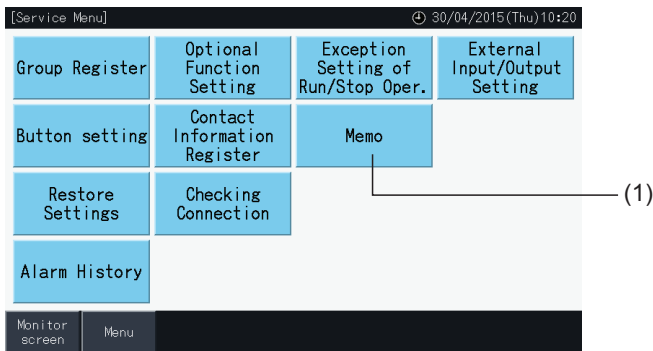 [Service Menu] 30/04/2015(Thu)10:20
Group Register
Optional
Function
Setting
Exception
Setting of
Run/Stop Oper.
External
Input/Output
Setting
Button setting
Contact
Information
Register
Memo
(1)
Restore
Settings
Checking
Connection
Alarm History
Monitor
screen
Menu